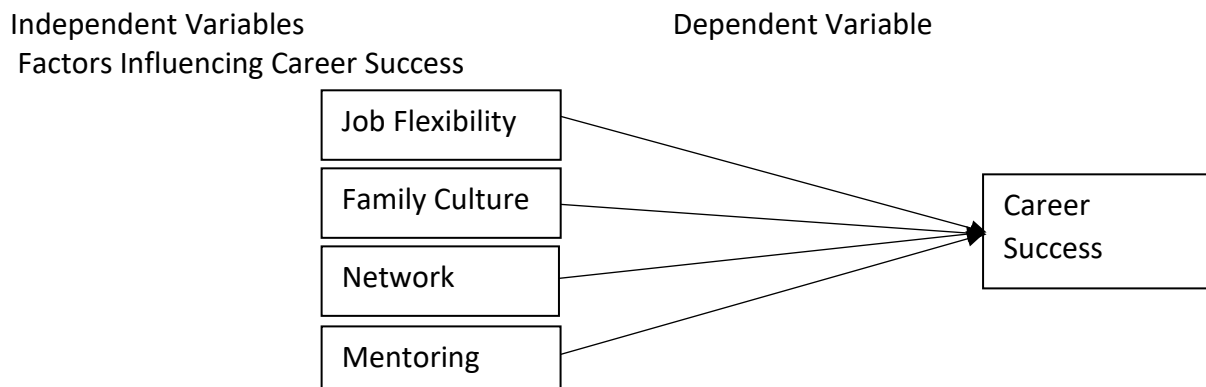 Independent Variables
Dependent Variable
Factors Influencing Career Success
Job Flexibility
Family Culture
Network
Mentoring
Career
Success